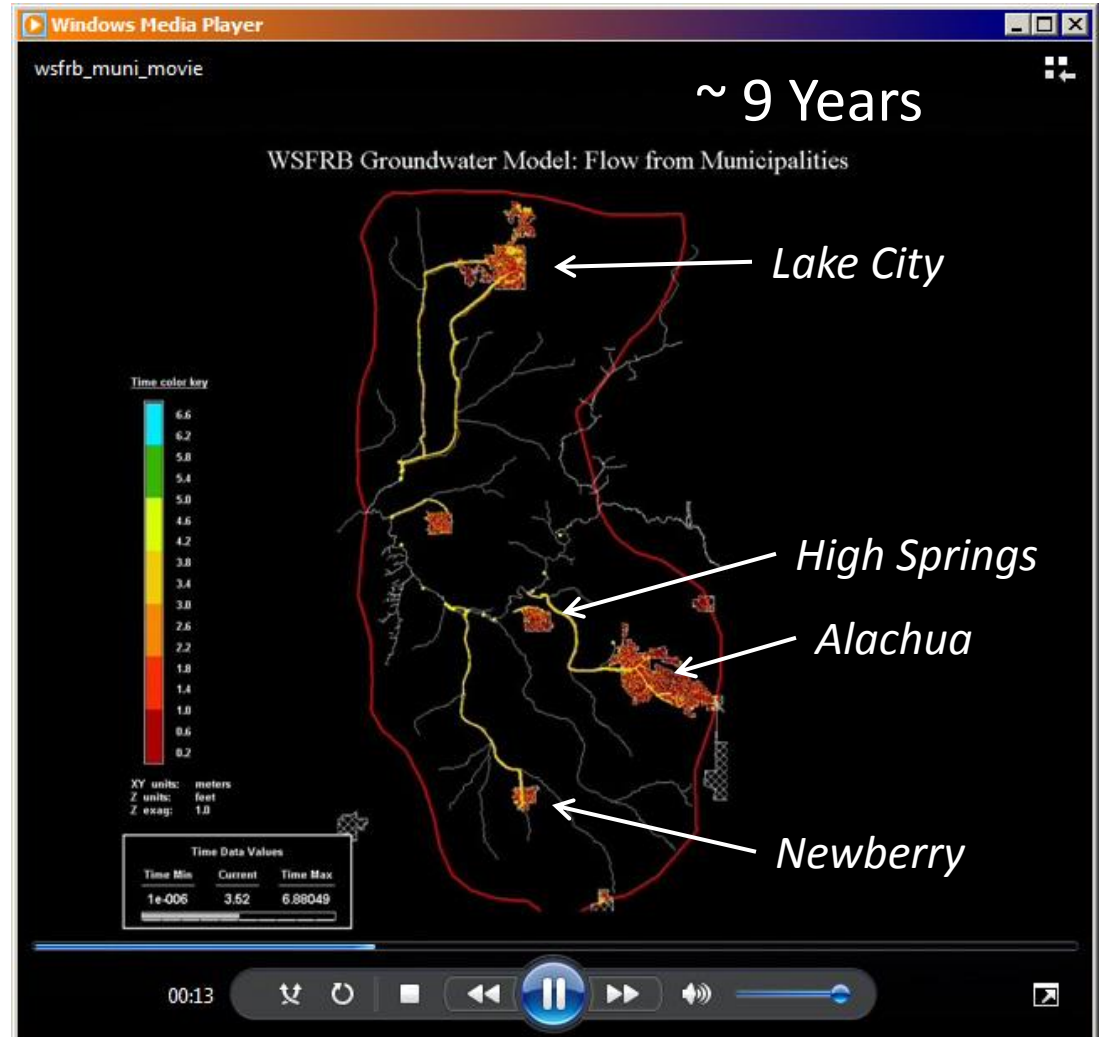 Windows Media Player
wsfrb_muni_movie
~ 9 Years
WSFRB Groundwater Model: Flow from Municipalities
Lake City
Time color key
6.6
6.2
5.8
5.4
5.0
4.6
4.2
3.8
3.4
3.0
2.6
2.2
1.8
1.4
1.0
0.6
0.2
High Springs
Alachua
XY units: meters
Z units: feet
Z exag: 1.0
Newberry
Time Data Values
Time Min Current Time Max
1e-006 3.52 6.88049
00:13